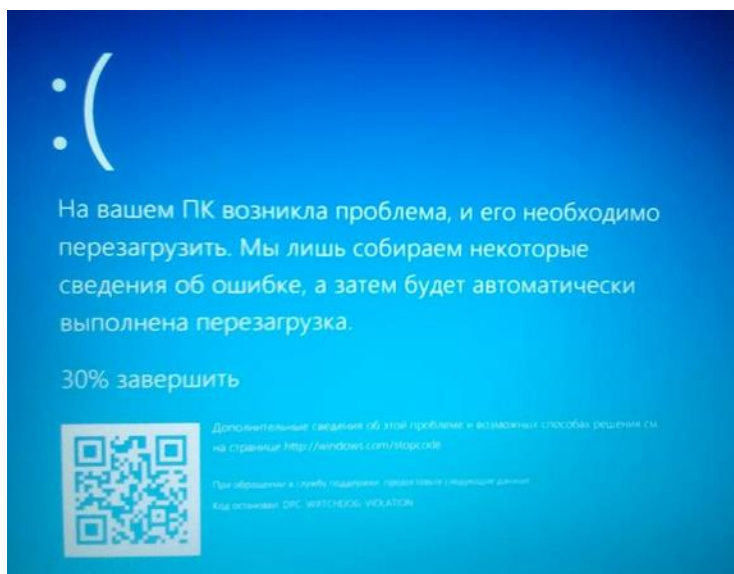 :(
На вашем ПК возникла проблема, и его необходимо
перезагрузить. Мы лишь собираем некоторые
сведения об ошибке, а затем будет автоматически
выполнена перезагрузка.
30% завершить
Дополнительные сведения об этой проблеме и возможных способах решения см.
на странице http://windows.com/stopcode
При обращении в службу поддержки предоставьте следующие данные:
Код остановки: DPC WATCHDOG VIOLATION